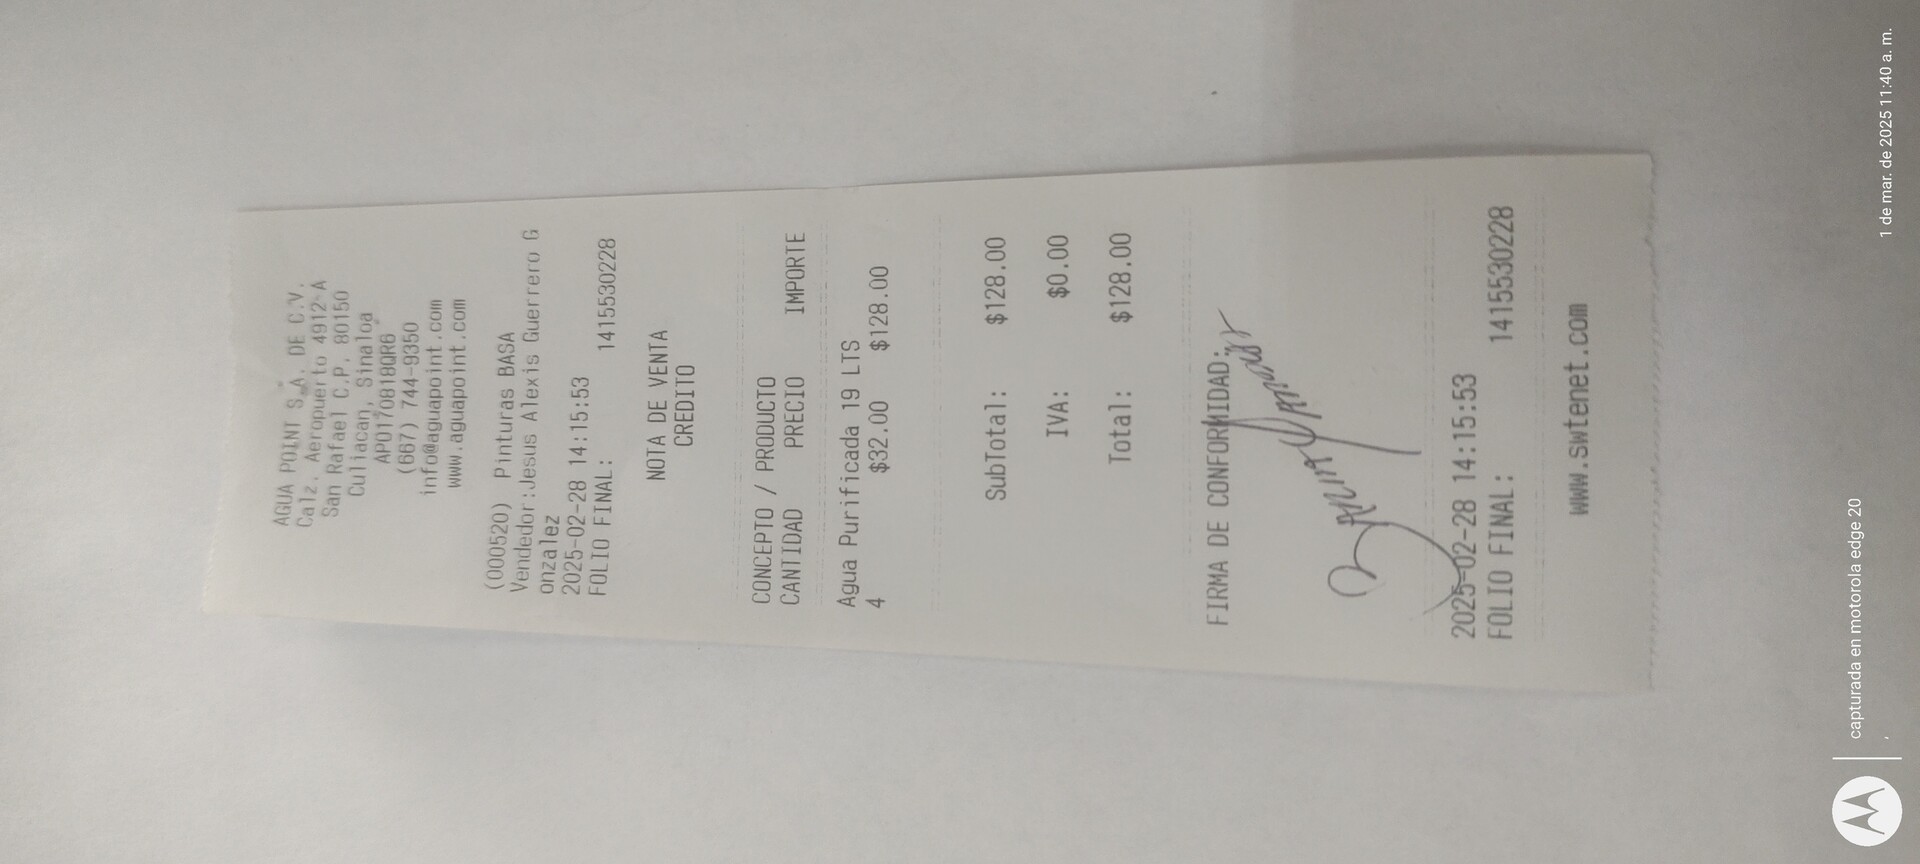 AGUA POINT S.A. DE C.V.
Calz. Aeropuerto 4912-A
San Rafael C.P. 80150
Culiacan, Sinaloa
APO170818QR6
(667) 744-9350
info@aguapoint.com
www.aguapoint.com
(000520) Pinturas BASA
Vendedor:Jesus Alexis Guerrero G
onzalez
2025-02-28 14:15:53
FOLIO FINAL: 1415530228
NOTA DE VENTA
CREDITO
CONCEPTO / PRODUCTO
CANTIDAD PRECIO IMPORTE
Agua Purificada 19 LTS
4 $32.00 $128.00
SubTotal: $128.00
IVA: $0.00
Total: $128.00
FIRMA DE CONFORMIDAD:
2025-02-28 14:15:53
FOLIO FINAL: 1415530228
www.swtenet.com
capturada en motorola edge 20
1 de mar. de 2025 11:40 a. m.